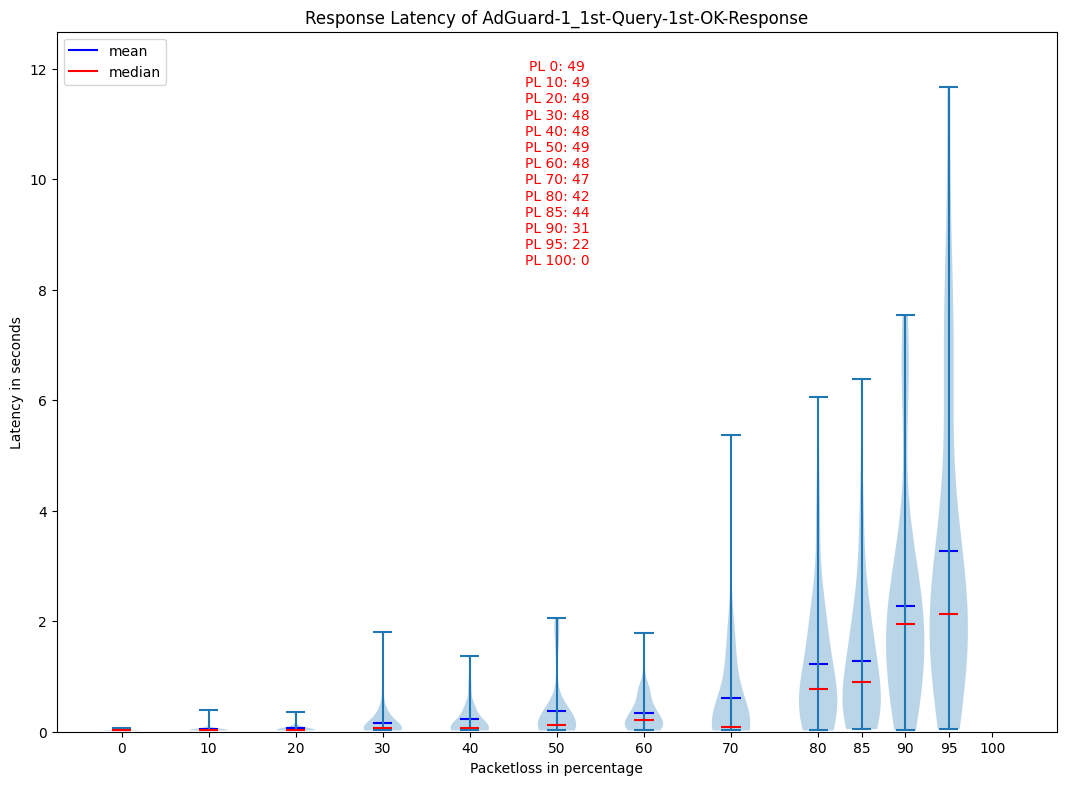 Response Latency of AdGuard-1_1st-Query-1st-OK-Response
mean
median
PL 0: 49
PL 10: 49
PL 20: 49
PL 30: 48
PL 40: 48
PL 50: 49
PL 60: 48
PL 70: 47
PL 80: 42
PL 85: 44
PL 90: 31
PL 95: 22
PL 100: 0
Latency in seconds
12
10
8
6
4
2
0
0 10 20 30 40 50 60 70 80 85 90 95 100
Packetloss in percentage